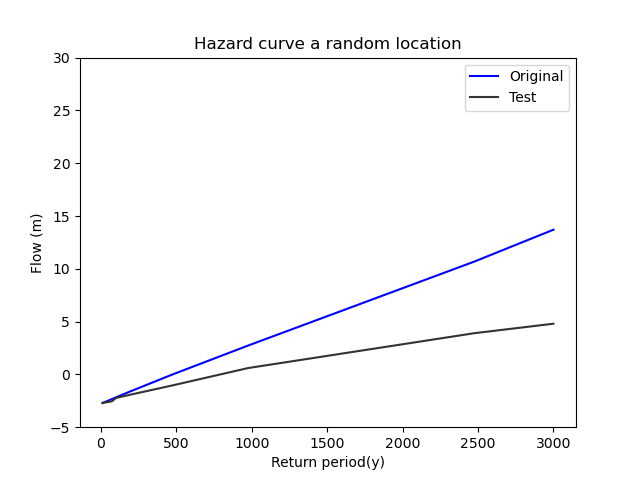 Hazard curve a random location
30
25
20
15
10
5
0
−5
Flow (m)
Original
Test
0 500 1000 1500 2000 2500 3000
Return period(y)